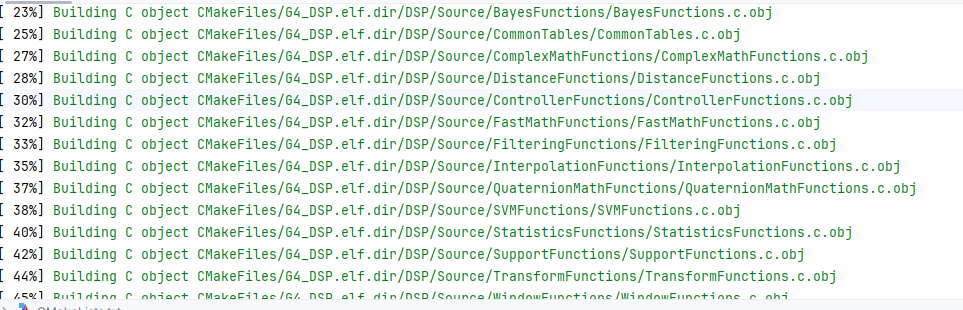 [ 23%] Building C object CMakeFiles/G4_DSP.elf.dir/DSP/Source/BayesFunctions/BayesFunctions.c.obj
[ 25%] Building C object CMakeFiles/G4_DSP.elf.dir/DSP/Source/CommonTables/CommonTables.c.obj
[ 27%] Building C object CMakeFiles/G4_DSP.elf.dir/DSP/Source/ComplexMathFunctions/ComplexMathFunctions.c.obj
[ 28%] Building C object CMakeFiles/G4_DSP.elf.dir/DSP/Source/DistanceFunctions/DistanceFunctions.c.obj
[ 30%] Building C object CMakeFiles/G4_DSP.elf.dir/DSP/Source/ControllerFunctions/ControllerFunctions.c.obj
[ 32%] Building C object CMakeFiles/G4_DSP.elf.dir/DSP/Source/FastMathFunctions/FastMathFunctions.c.obj
[ 33%] Building C object CMakeFiles/G4_DSP.elf.dir/DSP/Source/FilteringFunctions/FilteringFunctions.c.obj
[ 35%] Building C object CMakeFiles/G4_DSP.elf.dir/DSP/Source/InterpolationFunctions/InterpolationFunctions.c.obj
[ 37%] Building C object CMakeFiles/G4_DSP.elf.dir/DSP/Source/QuaternionMathFunctions/QuaternionMathFunctions.c.obj
[ 38%] Building C object CMakeFiles/G4_DSP.elf.dir/DSP/Source/SVMFunctions/SVMFunctions.c.obj
[ 40%] Building C object CMakeFiles/G4_DSP.elf.dir/DSP/Source/StatisticsFunctions/StatisticsFunctions.c.obj
[ 42%] Building C object CMakeFiles/G4_DSP.elf.dir/DSP/Source/SupportFunctions/SupportFunctions.c.obj
[ 44%] Building C object CMakeFiles/G4_DSP.elf.dir/DSP/Source/TransformFunctions/TransformFunctions.c.obj
[ 45%] Building C object CMakeFiles/G4_DSP.elf.dir/DSP/Source/WindowFunctions/WindowFunctions.c.obj
CMakeLists.txt